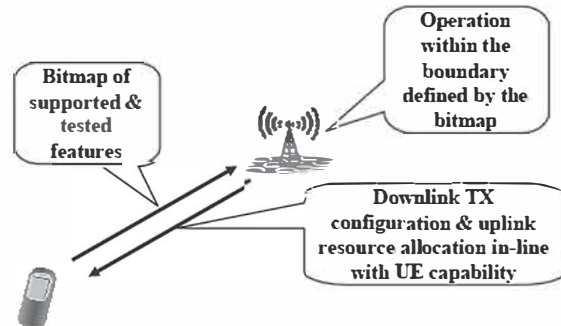 Operation
within the
boundary
defined by the
bitmap
Bitmap of
supported &
tested
features
Downlink TX
configuration & uplink
resource allocation in-line
with UE capability